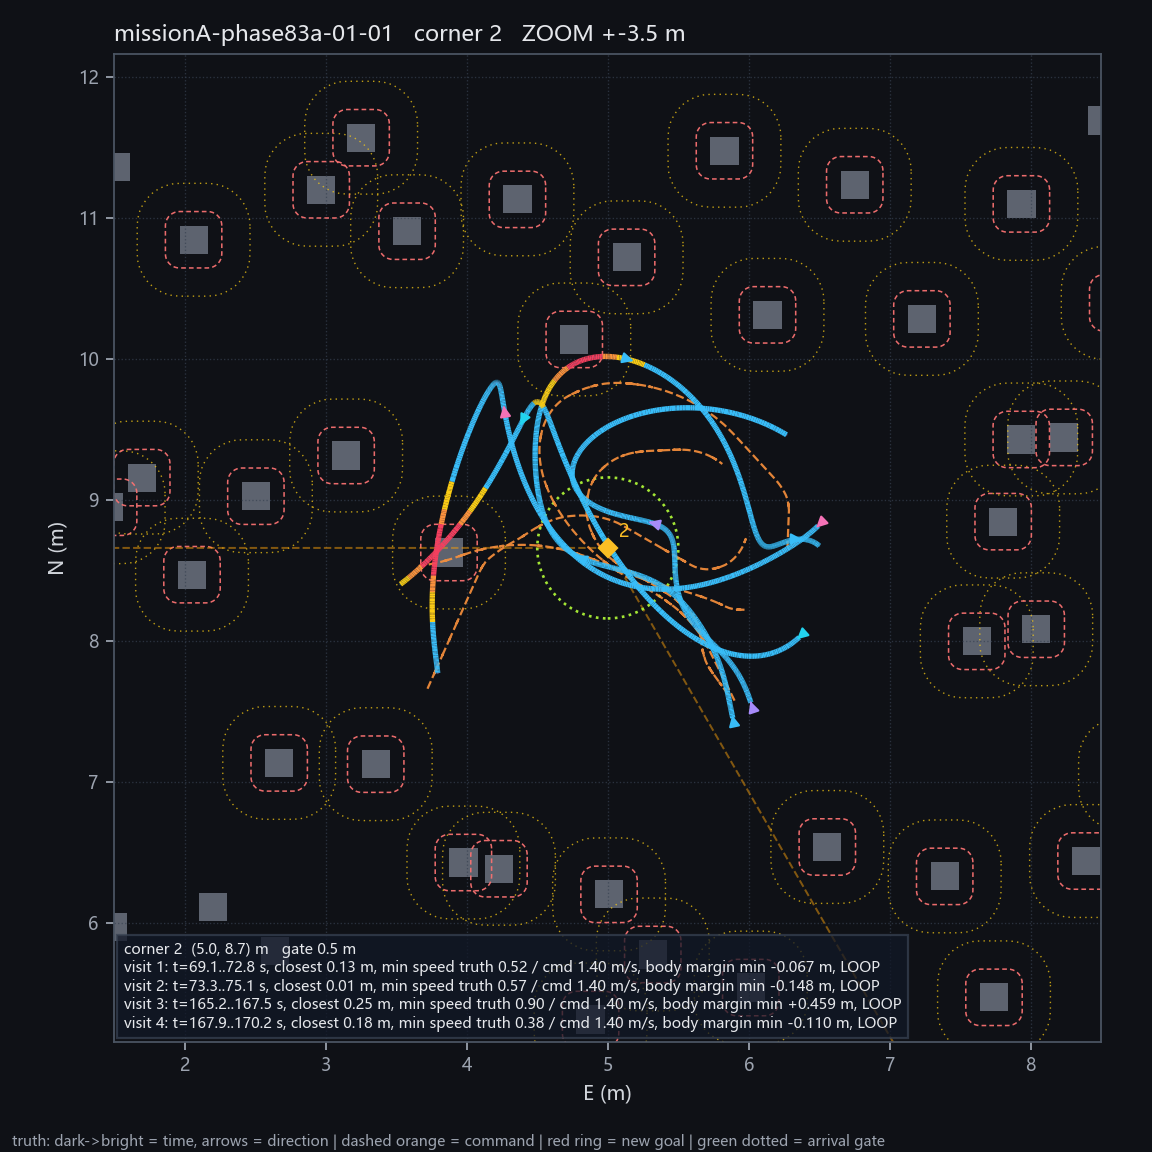 missionA-phase83a-01-01 corner 2 ZOOM +-3.5 m
12
11
10
9
8
7
6
N (m)
2
corner 2 (5.0, 8.7) m gate 0.5 m
visit 1: t=69.1..72.8 s, closest 0.13 m, min speed truth 0.52 / cmd 1.40 m/s, body margin min -0.067 m, LOOP
visit 2: t=73.3..75.1 s, closest 0.01 m, min speed truth 0.57 / cmd 1.40 m/s, body margin min -0.148 m, LOOP
visit 3: t=165.2..167.5 s, closest 0.25 m, min speed truth 0.90 / cmd 1.40 m/s, body margin min +0.459 m, LOOP
visit 4: t=167.9..170.2 s, closest 0.18 m, min speed truth 0.38 / cmd 1.40 m/s, body margin min -0.110 m, LOOP
2 3 4 5 6 7 8
E (m)
truth: dark->bright = time, arrows = direction | dashed orange = command | red ring = new goal | green dotted = arrival gate